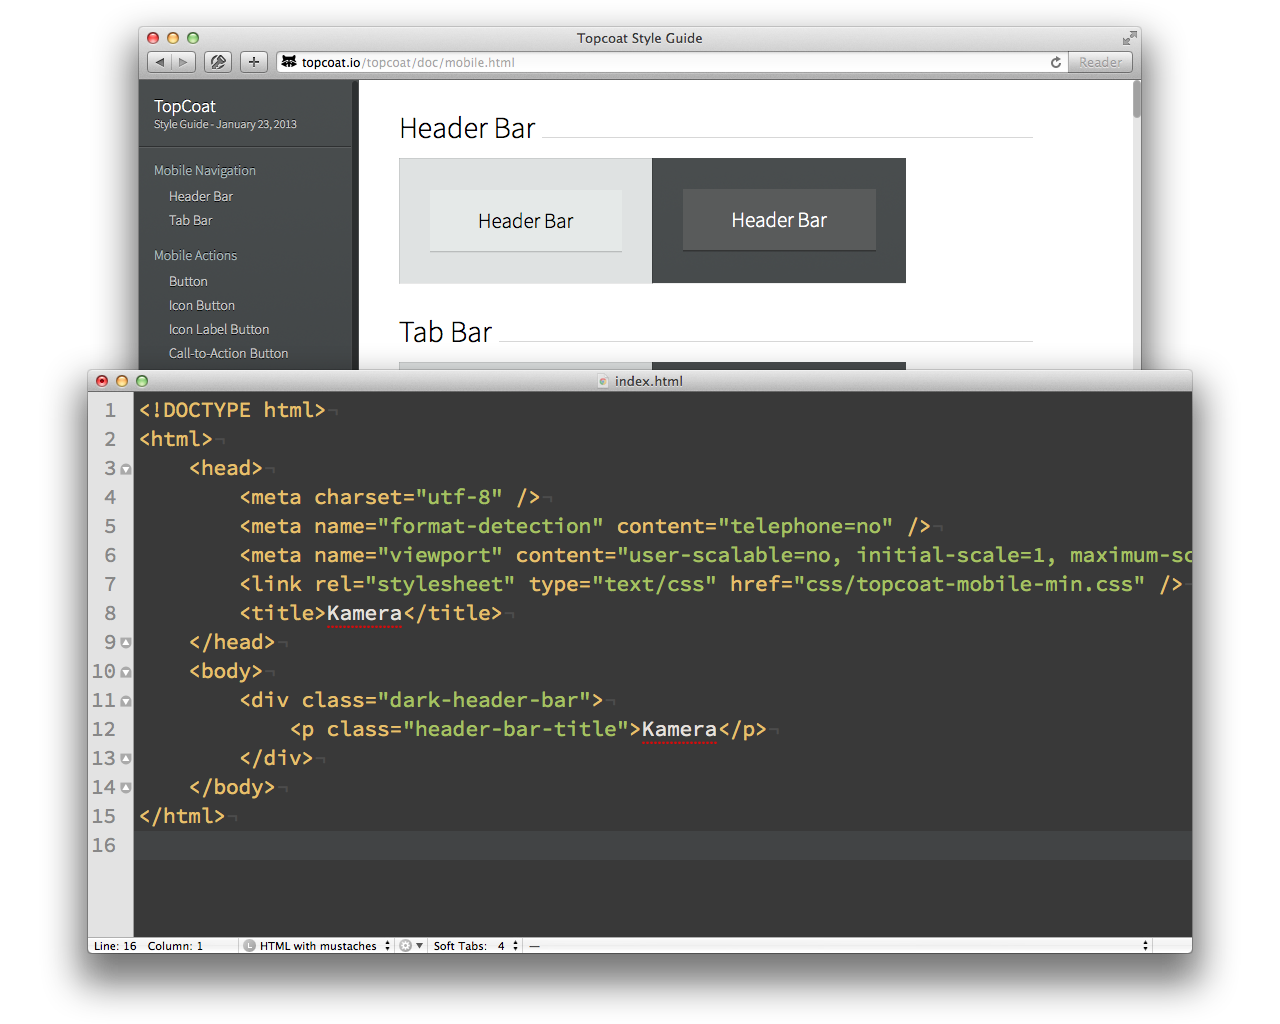 Topcoat Style Guide
topcoat.io/topcoat/doc/mobile.html
Reader
TopCoat
Style Guide - January 23, 2013
Mobile Navigation
Header Bar
Tab Bar
Mobile Actions
Button
Icon Button
Icon Label Button
Call-to-Action Button
Header Bar
Header Bar
Header Bar
Tab Bar
index.html
1 <!DOCTYPE html>¬
2 <html>¬
3 <head>¬
4 <meta charset="utf-8" />¬
5 <meta name="format-detection" content="telephone=no" />¬
6 <meta name="viewport" content="user-scalable=no, initial-scale=1, maximum-sc
7 <link rel="stylesheet" type="text/css" href="css/topcoat-mobile-min.css" />¬
8 <title>Kamera</title>¬
9 </head>¬
10 <body>¬
11 <div class="dark-header-bar">¬
12 <p class="header-bar-title">Kamera</p>¬
13 </div>¬
14 </body>¬
15 </html>¬
16
Line: 16 Column: 1 L HTML with mustaches Soft Tabs: 4 —